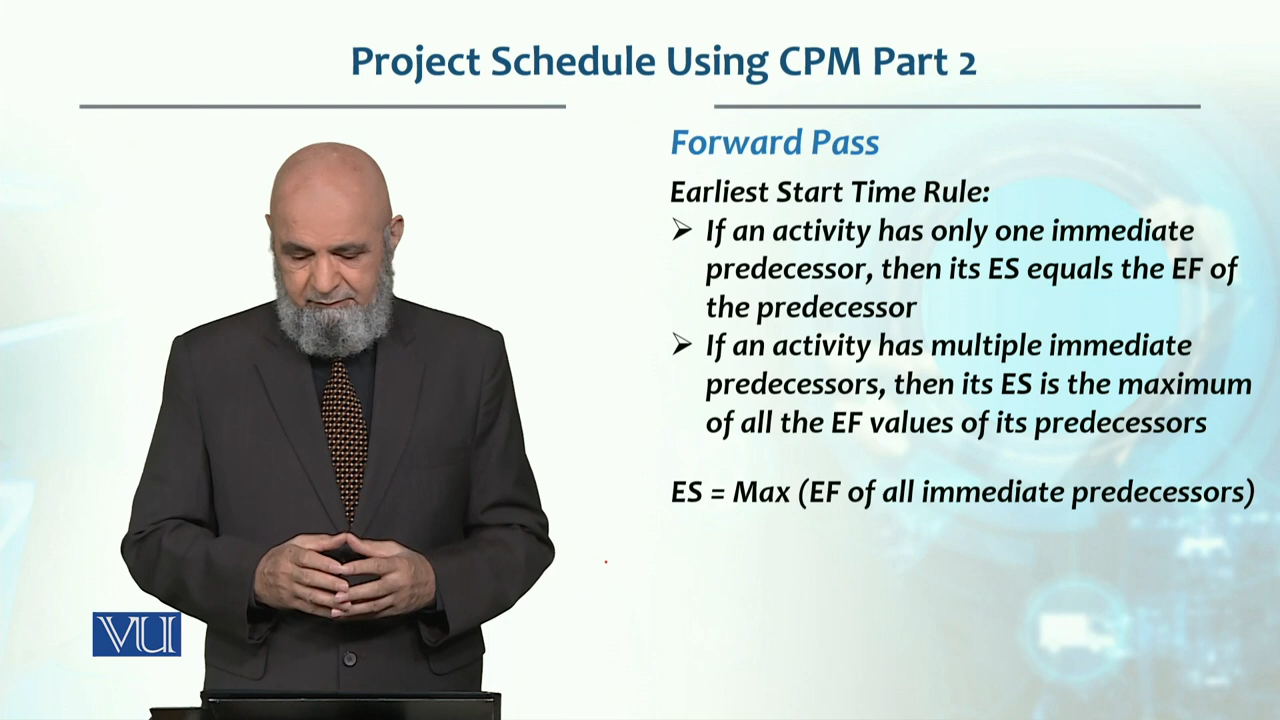 Project Schedule Using CPM Part 2
Forward Pass
Earliest Start Time Rule:
➢ If an activity has only one immediate
predecessor, then its ES equals the EF of
the predecessor
➢ If an activity has multiple immediate
predecessors, then its ES is the maximum
of all the EF values of its predecessors
ES = Max (EF of all immediate predecessors)
VU